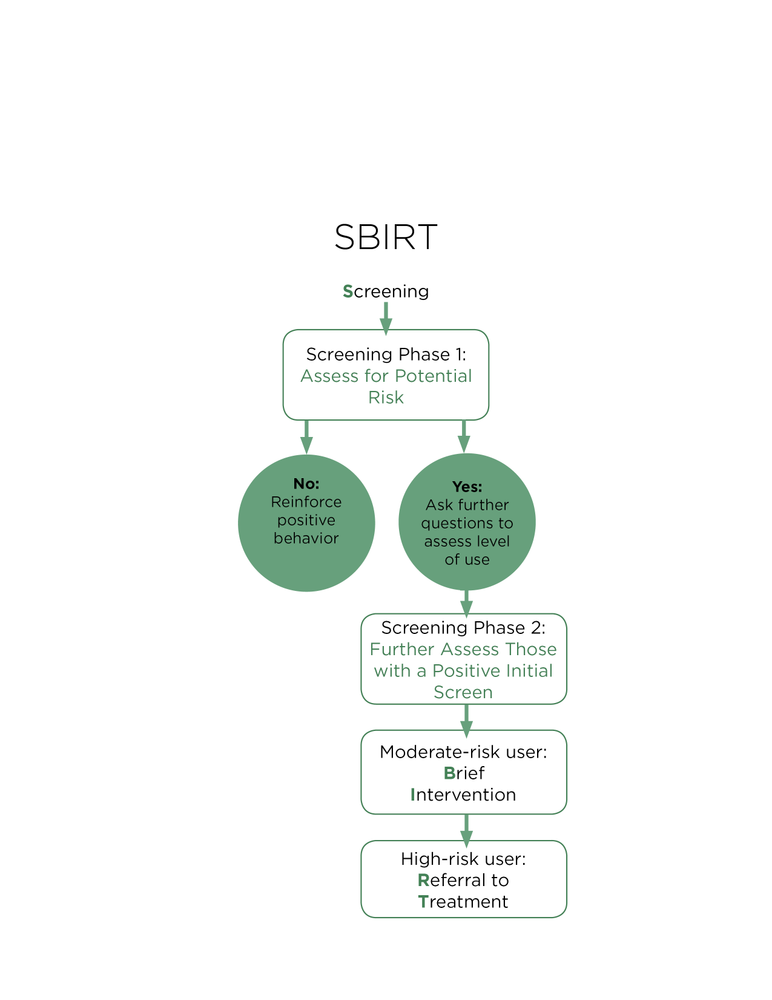 SBIRT
Screening
Screening Phase 1:
Assess for Potential
Risk
No:
Reinforce
positive
behavior
Yes:
Ask further
questions to
assess level
of use
Screening Phase 2:
Further Assess Those
with a Positive Initial
Screen
Moderate-risk user:
Brief
Intervention
High-risk user:
Referral to
Treatment